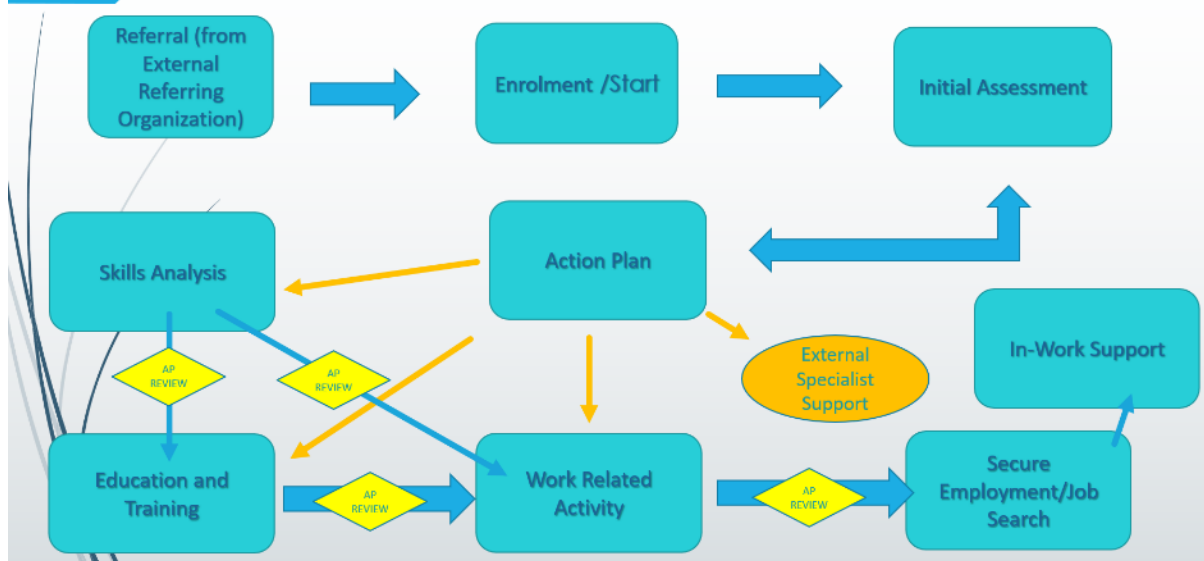 Referral (from
External
Referring
Organization)
Enrolment /Start
Initial Assessment
Skills Analysis
Action Plan
In-Work Support
External
Specialist
Support
AP
REVIEW
AP
REVIEW
Education and
Training
AP
REVIEW
Work Related
Activity
AP
REVIEW
Secure
Employment/Job
Search